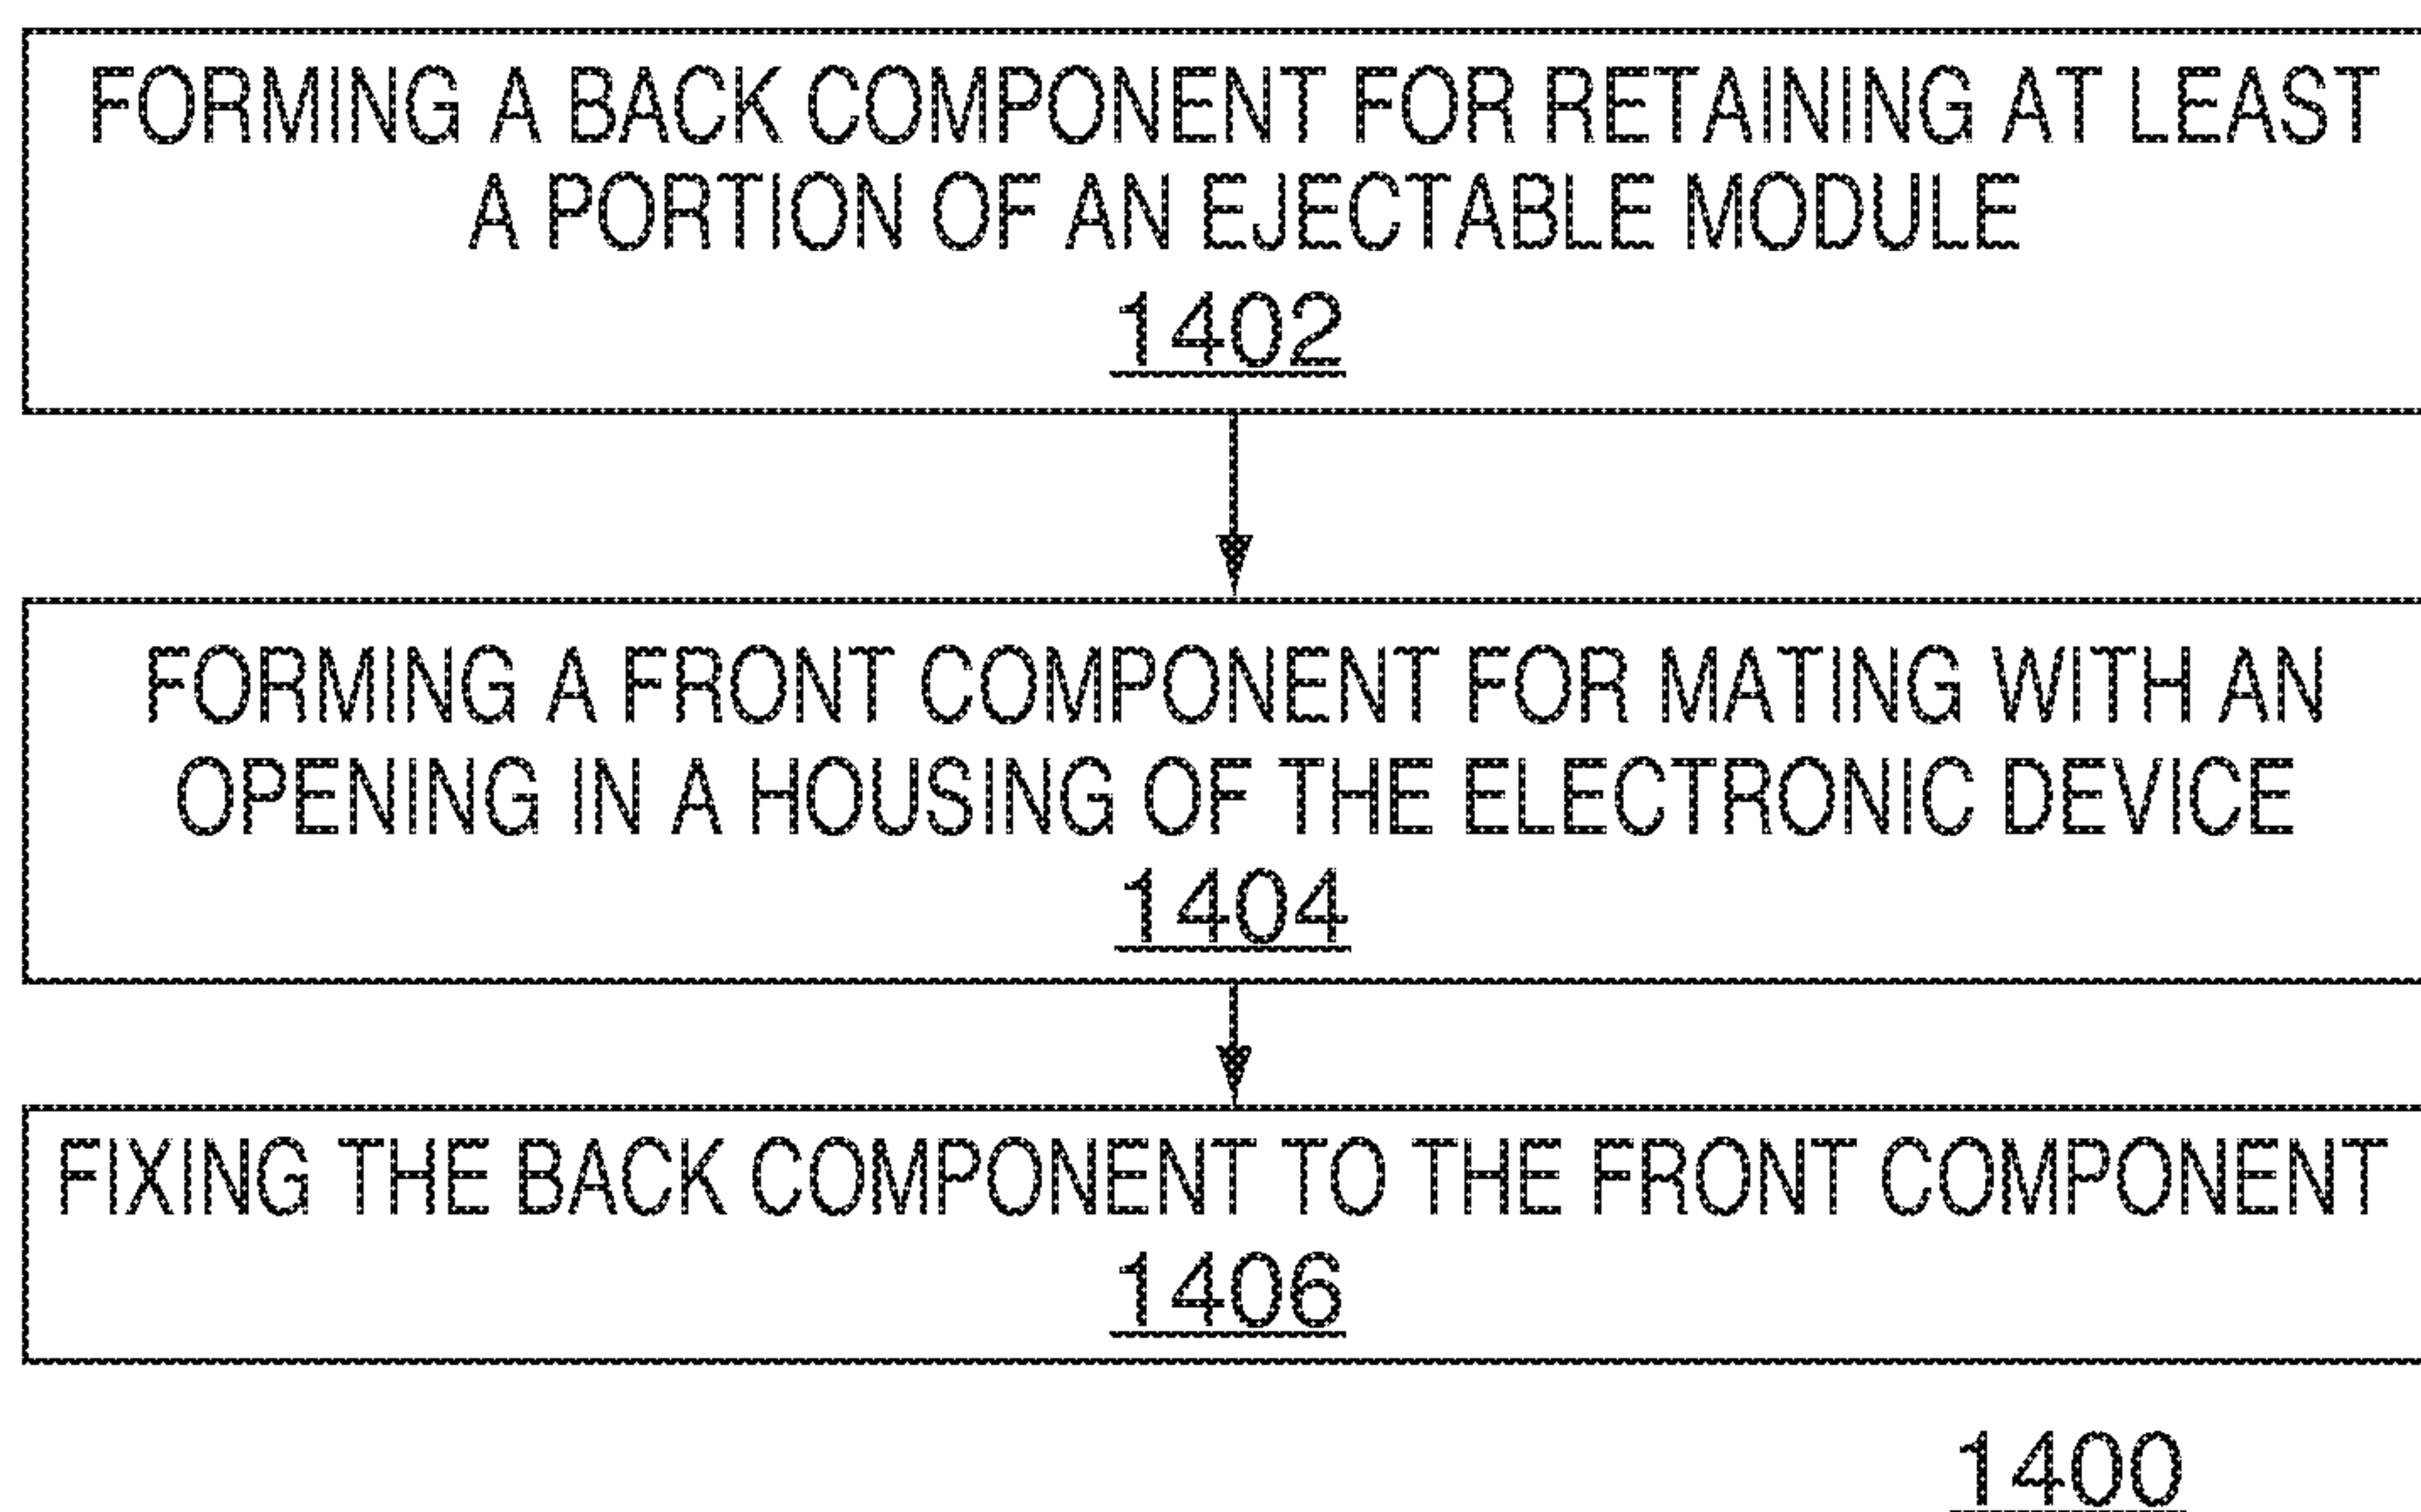 FORMING A BACK COMPONENT FOR RETAINING AT LEAST
A PORTION OF AN EJECTABLE MODULE
1402
FORMING A FRONT COMPONENT FOR MATING WITH AN
OPENING IN A HOUSING OF THE ELECTRONIC DEVICE
1404
FIXING THE BACK COMPONENT TO THE FRONT COMPONENT
1406
1400